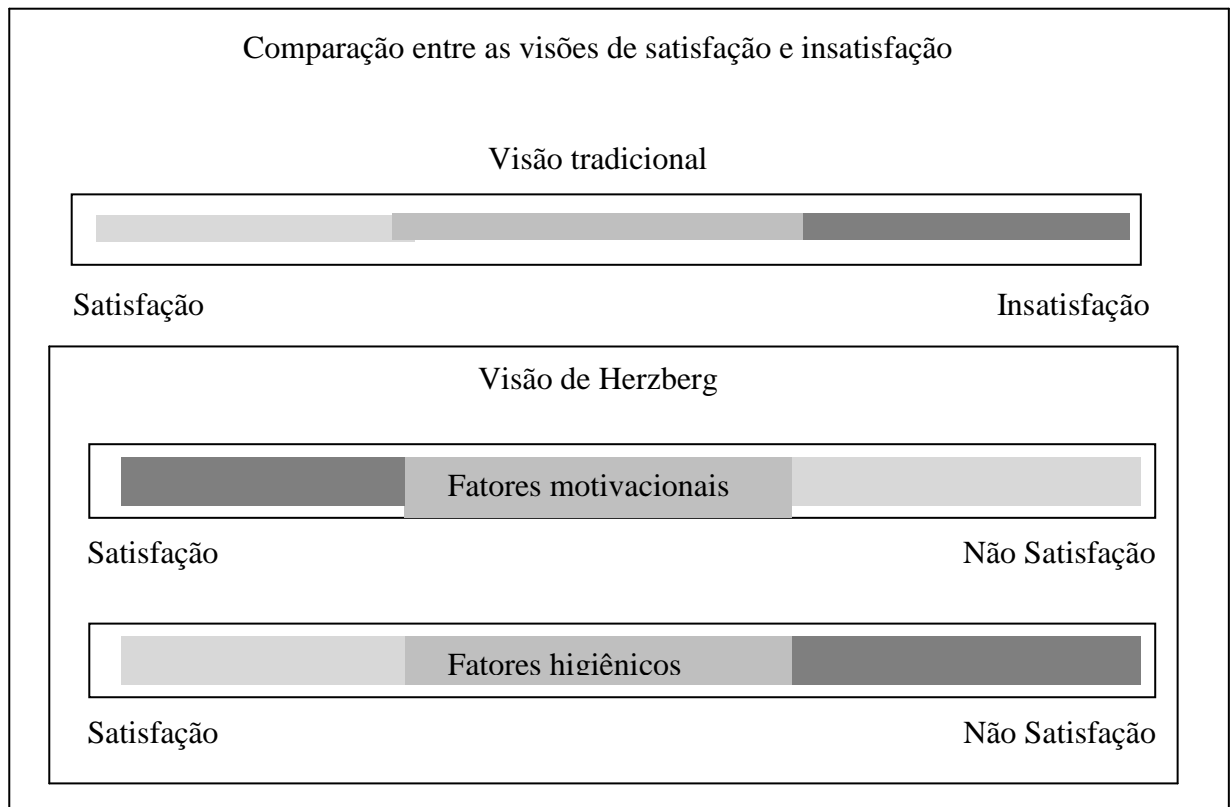 Comparação entre as visões de satisfação e insatisfação
Visão tradicional
Satisfação Insatisfação
Visão de Herzberg
Fatores motivacionais
Satisfação Não Satisfação
Fatores higiênicos
Satisfação Não Satisfação